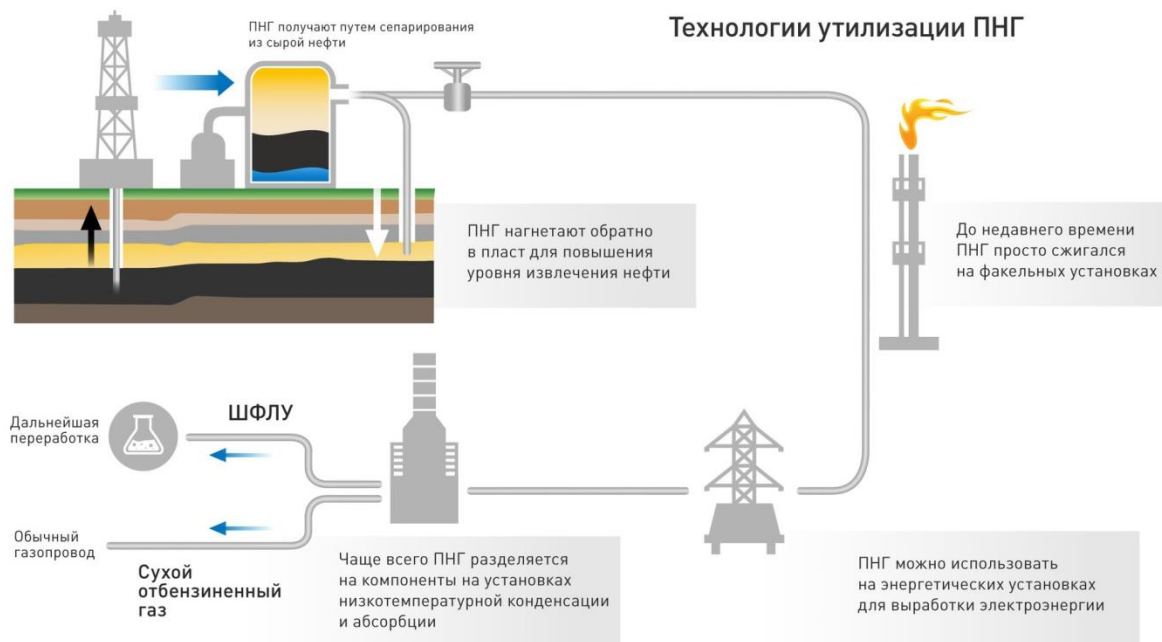 Технологии утилизации ПНГ
ПНГ получают путем сепарирования
из сырой нефти
ПНГ нагнетают обратно
в пласт для повышения
уровня извлечения нефти
До недавнего времени
ПНГ просто сжигался
на факельных установках
Дальнейшая
переработка
ШФЛУ
Обычный
газопровод
Сухой
отбензиненный
газ
Чаще всего ПНГ разделяется
на компоненты на установках
низкотемпературной конденсации
и абсорбции
ПНГ можно использовать
на энергетических установках
для выработки электроэнергии